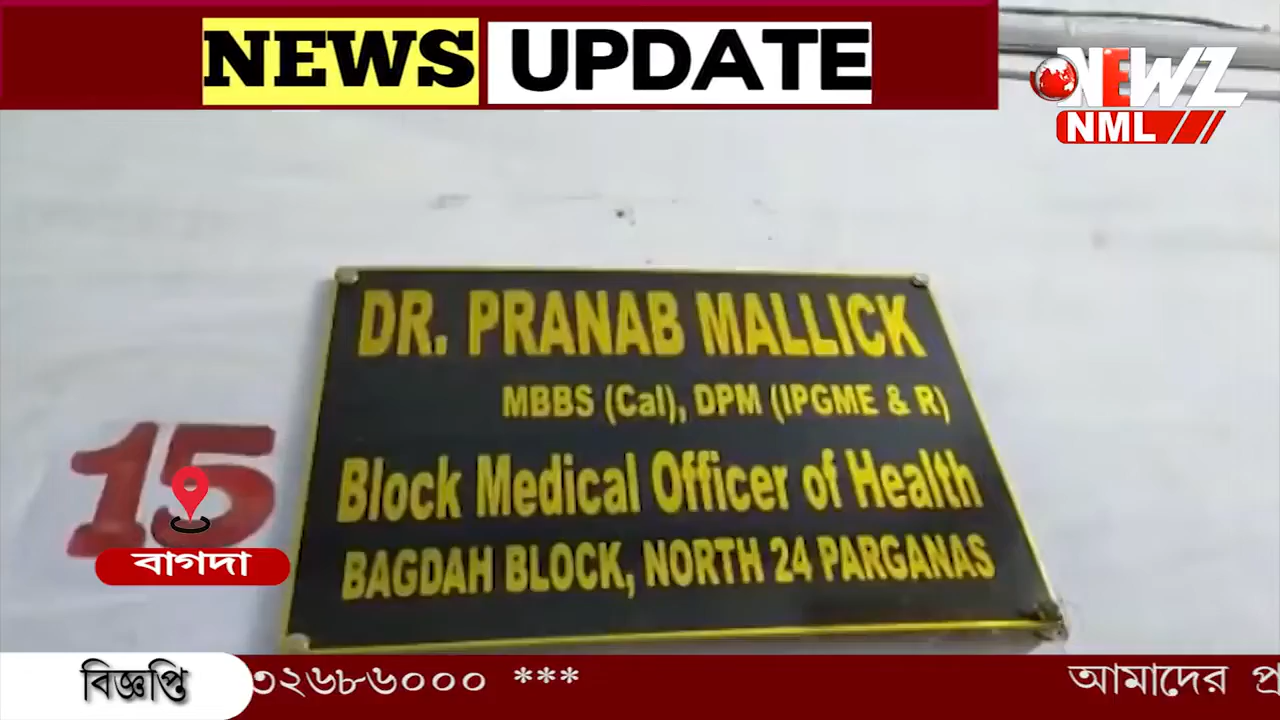 NEWS UPDATE
NEWZ
NML
DR. PRANAB MALLICK
MBBS (Cal), DPM (IPGME & R)
Block Medical Officer of Health
BAGDAH BLOCK, NORTH 24 PARGANAS
15
বাগদা
বিজ্ঞপ্তি ৩২৬৮৬০০০ *** আমাদের প্র